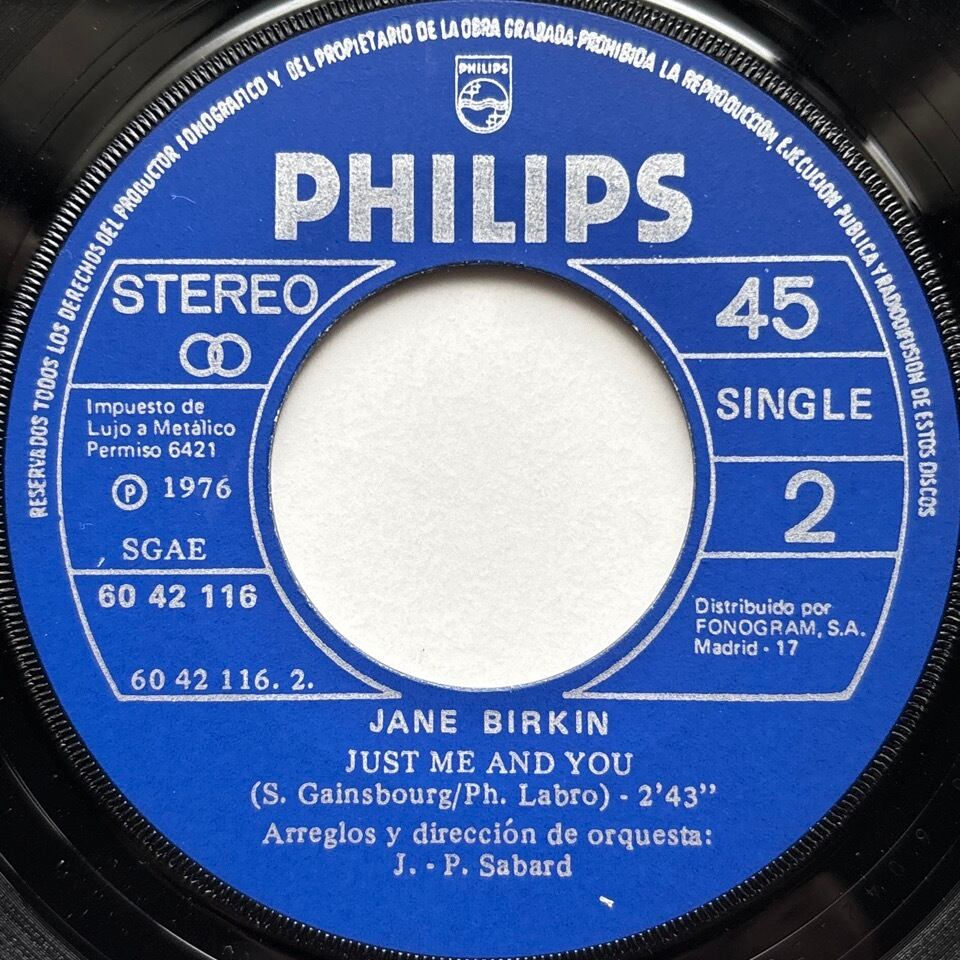 RESERVADOS TODOS LOS DERECHOS DEL PRODUCTOR FONOGRAFICO Y DEL PROPIETARIO DE LA OBRA GRABADA PROHIBIDA LA REPRODUCCION, EJECUCION PUBLICA Y RADIODIFUSION DE ESTOS DISCOS
PHILIPS
PHILIPS
STEREO
Impuesto de
Lujo a Metálico
Permiso 6421
Ⓟ 1976
SGAE
60 42 116
60 42 116. 2.
45
SINGLE
2
Distribuido por
FONOGRAM, S.A.
Madrid - 17
JANE BIRKIN
JUST ME AND YOU
(S. Gainsbourg/Ph. Labro) - 2'43"
Arreglos y dirección de orquesta:
J. - P. Sabard